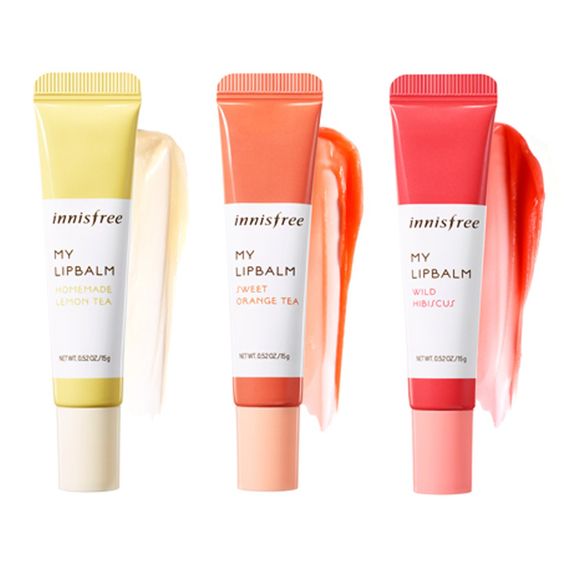 innisfree
MY
LIPBALM
HOMEMADE
LEMON TEA
NET WT. 0.52 OZ./15g
innisfree
MY
LIPBALM
SWEET
ORANGE TEA
NET WT. 0.52 OZ./15g
innisfree
MY
LIPBALM
WILD
HIBISCUS
NET WT. 0.52 OZ./15g